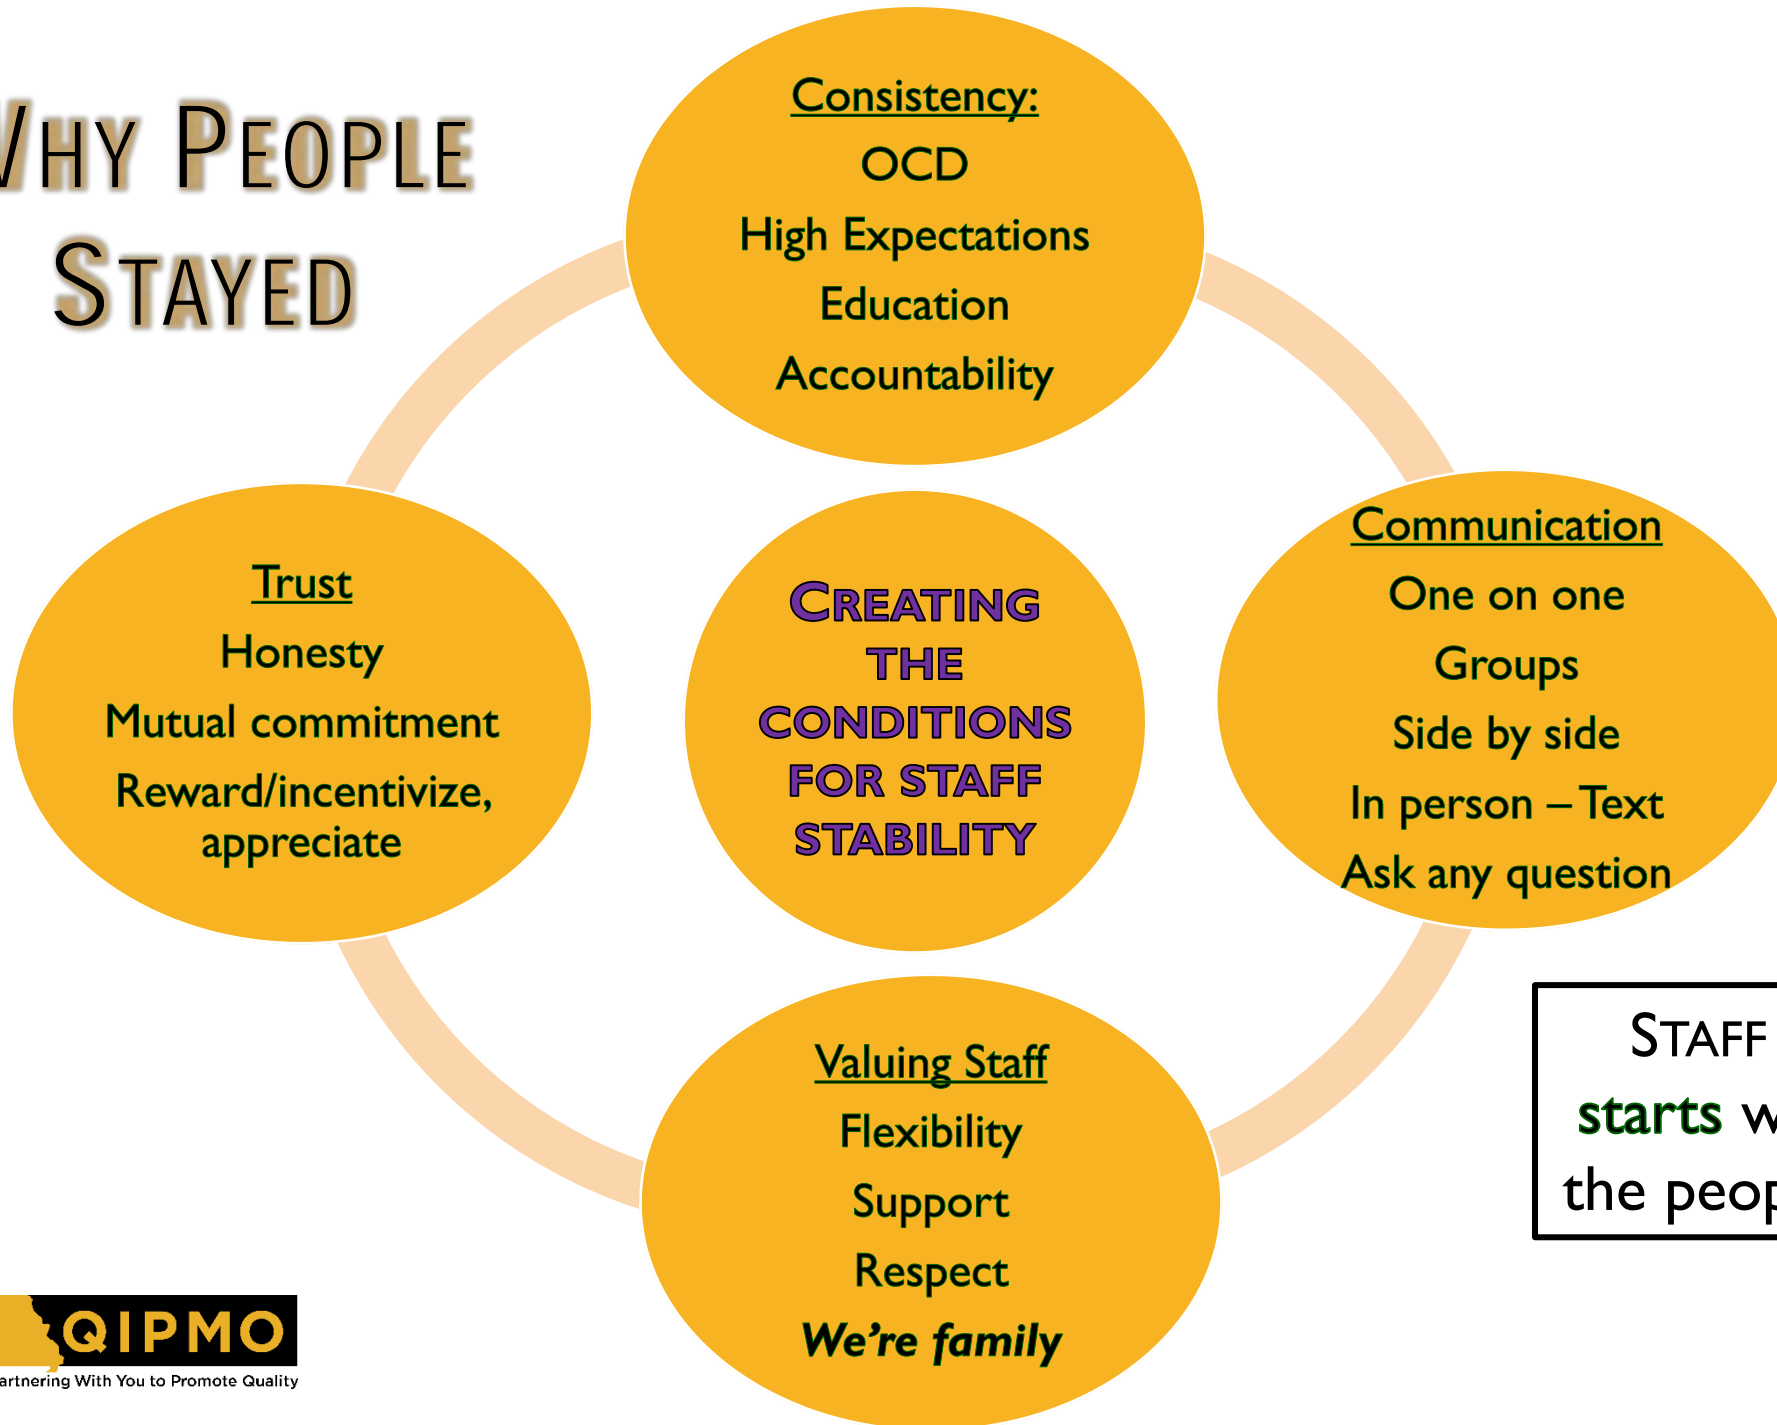 WHY PEOPLE
STAYED
Consistency:
OCD
High Expectations
Education
Accountability
Trust
Honesty
Mutual commitment
Reward/incentivize,
appreciate
CREATING
THE
CONDITIONS
FOR STAFF
STABILITY
Communication
One on one
Groups
Side by side
In person – Text
Ask any question
Valuing Staff
Flexibility
Support
Respect
We're family
STAFF
starts
the
QIPMO
With You to Promote Quality